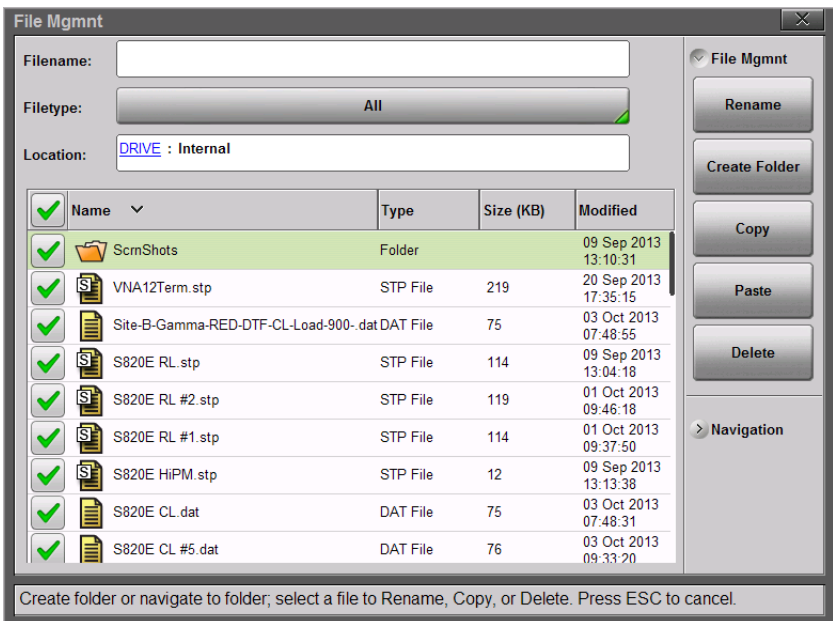 File Mgmnt
Filename:
Filetype: All
Location: DRIVE : Internal
Name Type Size (KB) Modified
ScrnShots Folder 09 Sep 2013
13:10:31
VNA12Term.stp STP File 219 20 Sep 2013
17:35:15
Site-B-Gamma-RED-DTF-CL-Load-900-.dat DAT File 75 03 Oct 2013
07:48:55
S820E RL.stp STP File 114 09 Sep 2013
13:04:18
S820E RL #2.stp STP File 119 01 Oct 2013
09:46:18
S820E RL #1.stp STP File 114 01 Oct 2013
09:37:50
S820E HiPM.stp STP File 12 09 Sep 2013
13:13:38
S820E CL.dat DAT File 75 03 Oct 2013
07:48:31
S820E CL #5.dat DAT File 76 03 Oct 2013
09:33:20
File Mgmnt
Rename
Create Folder
Copy
Paste
Delete
Navigation
Create folder or navigate to folder; select a file to Rename, Copy, or Delete. Press ESC to cancel.